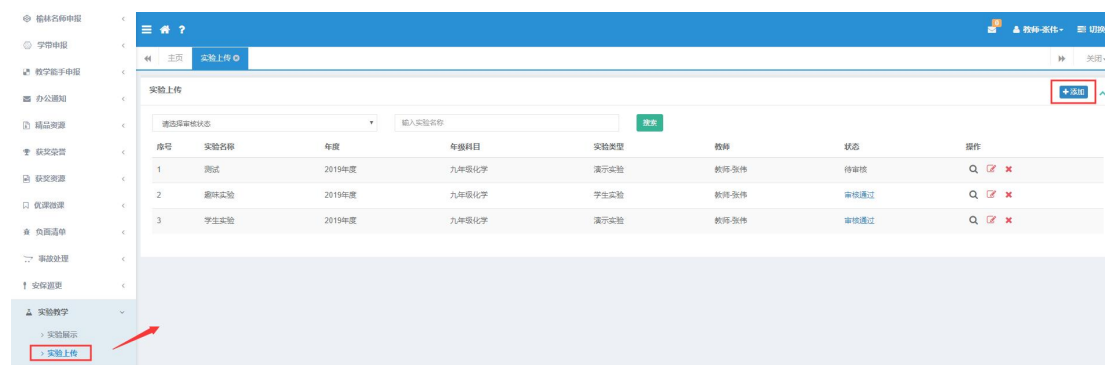 榆林名师申报
学带申报
教学能手申报
办公通知
精品资源
获奖荣誉
获奖资源
优课微课
负面清单
事故处理
安保巡更
实验教学
实验展示
实验上传
? 0 教师-张伟 切换
主页 实验上传 关闭
实验上传 +添加
请选择审核状态 输入实验名称 搜索
序号 实验名称 年度 年级科目 实验类型 教师 状态 操作
1 测试 2019年度 九年级化学 演示实验 教师-张伟 待审核
2 趣味实验 2019年度 九年级化学 学生实验 教师-张伟 审核通过
3 学生实验 2019年度 九年级化学 演示实验 教师-张伟 审核通过